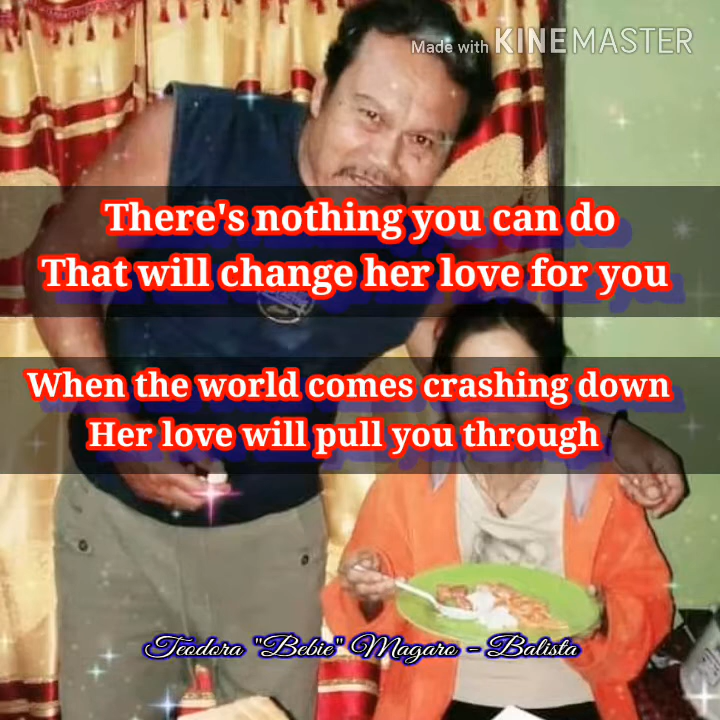 Made with KINEMASTER
There's nothing you can do
That will change her love for you
When the world comes crashing down
Her love will pull you through
Teodora "Bebie" Magaro - Balista